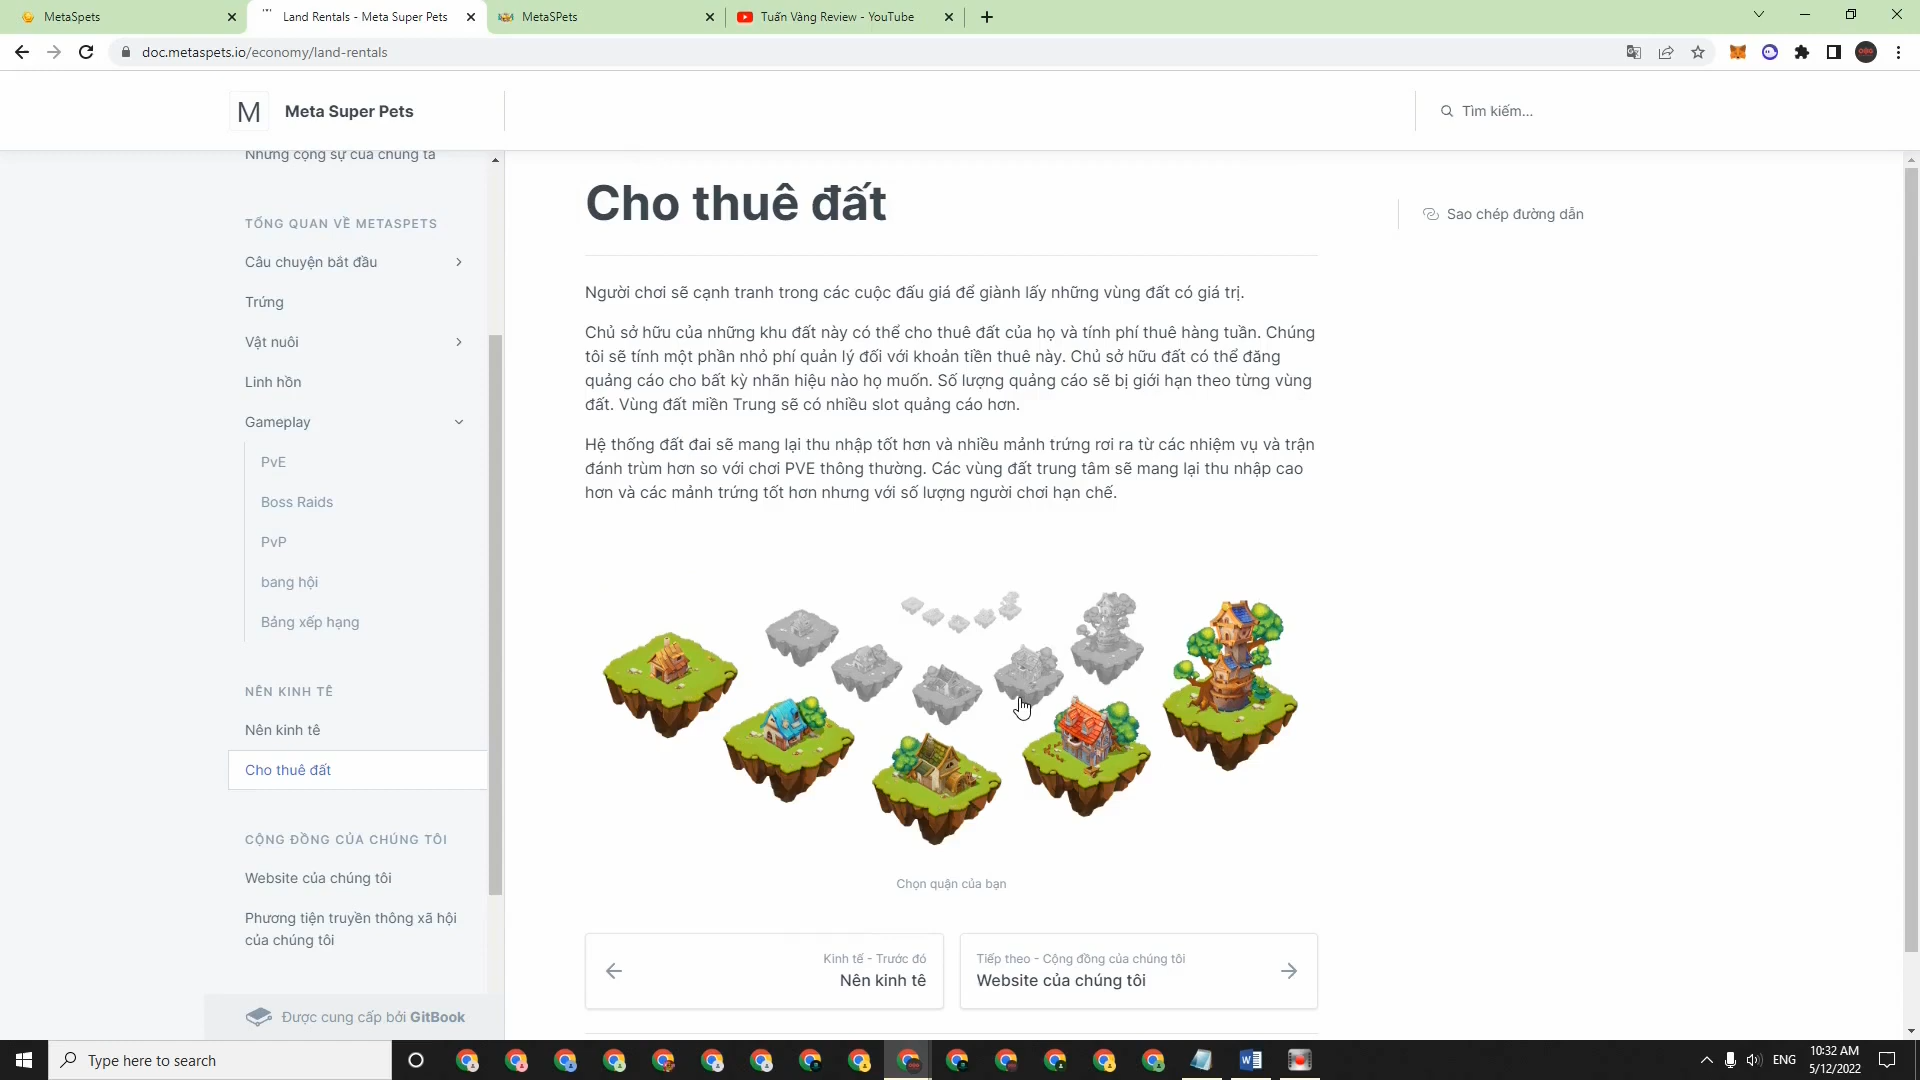 MetaSpets
Land Rentals - Meta Super Pets
MetaSPets
Tuấn Vàng Review - YouTube
doc.metaspets.io/economy/land-rentals
M
Meta Super Pets
Tìm kiếm...
Những cộng sự của chúng ta
TỔNG QUAN VỀ METASPETS
Câu chuyện bắt đầu
Trứng
Vật nuôi
Linh hồn
Gameplay
PvE
Boss Raids
PvP
bang hội
Bảng xếp hạng
NÊN KINH TÊ
Nên kinh tê
Cho thuê đất
CỘNG ĐỒNG CỦA CHÚNG TÔI
Website của chúng tôi
Phương tiện truyền thông xã hội
của chúng tôi
Được cung cấp bởi GitBook
Cho thuê đất
Người chơi sẽ cạnh tranh trong các cuộc đấu giá để giành lấy những vùng đất có giá trị.
Chủ sở hữu của những khu đất này có thể cho thuê đất của họ và tính phí thuê hàng tuần. Chúng
tôi sẽ tính một phần nhỏ phí quản lý đối với khoản tiền thuê này. Chủ sở hữu đất có thể đăng
quảng cáo cho bất kỳ nhãn hiệu nào họ muốn. Số lượng quảng cáo sẽ bị giới hạn theo từng vùng
đất. Vùng đất miền Trung sẽ có nhiều slot quảng cáo hơn.
Hệ thống đất đai sẽ mang lại thu nhập tốt hơn và nhiều mảnh trứng rơi ra từ các nhiệm vụ và trận
đánh trùm hơn so với chơi PVE thông thường. Các vùng đất trung tâm sẽ mang lại thu nhập cao
hơn và các mảnh trứng tốt hơn nhưng với số lượng người chơi hạn chế.
Chọn quận của bạn
Kinh tế - Trước đó
Nên kinh tê
Tiếp theo - Cộng đồng của chúng tôi
Website của chúng tôi
Sao chép đường dẫn
Type here to search
ENG
10:32 AM
5/12/2022